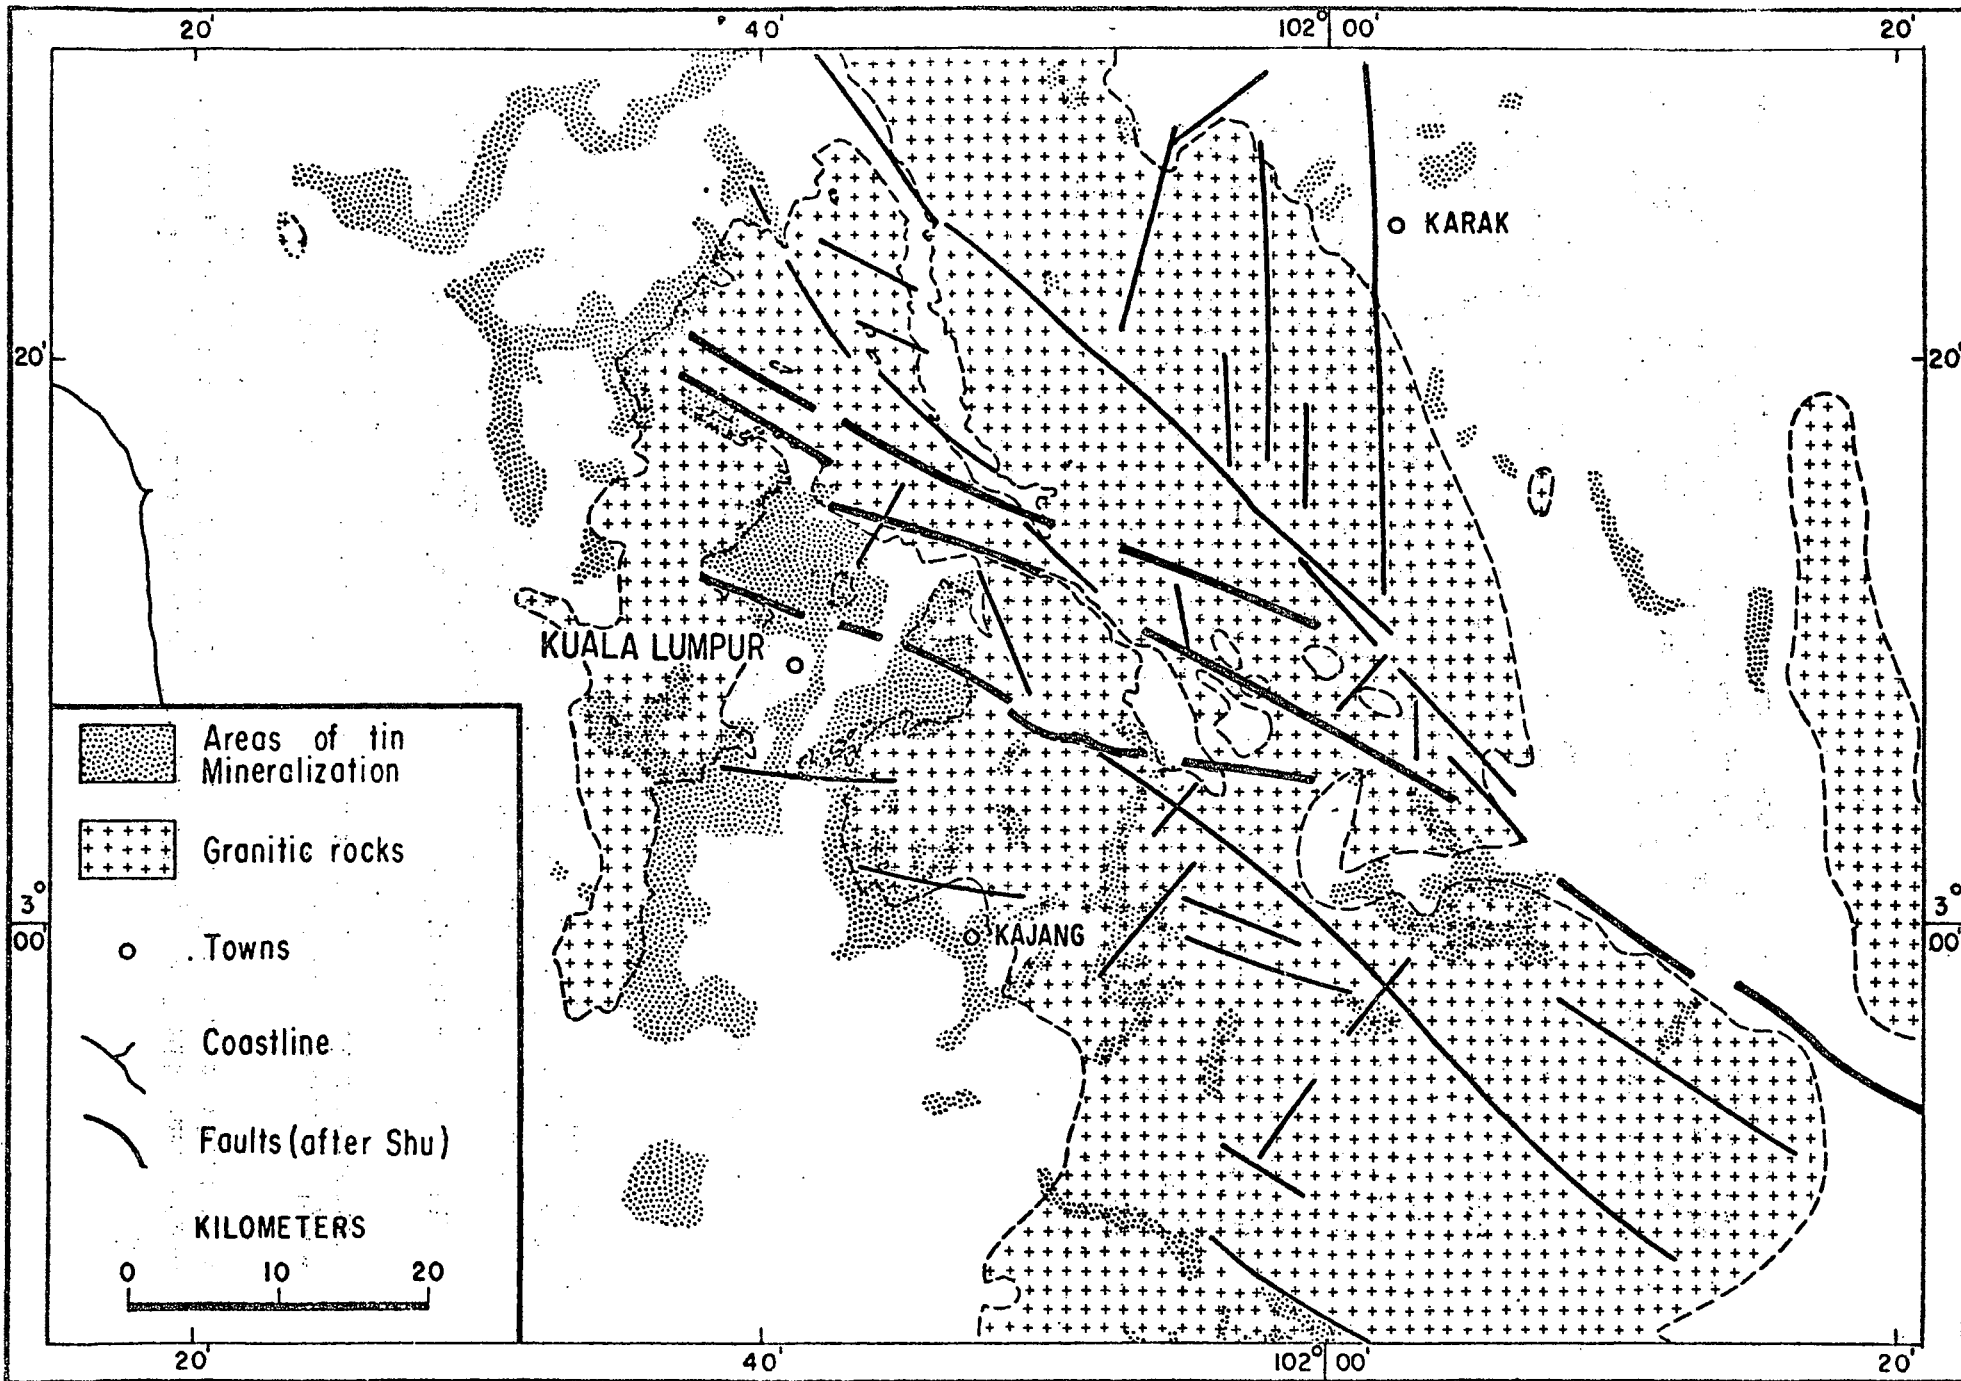 20'
40'
102° 00'
20'
KARAK
20'
20'
KUALA LUMPUR
Areas of tin
Mineralization
Granitic rocks
3°
00'
3°
00'
Towns
KAJANG
Coastline
Faults (after Shu)
KILOMETERS
0 10 20
20'
40'
102° 00'
20'